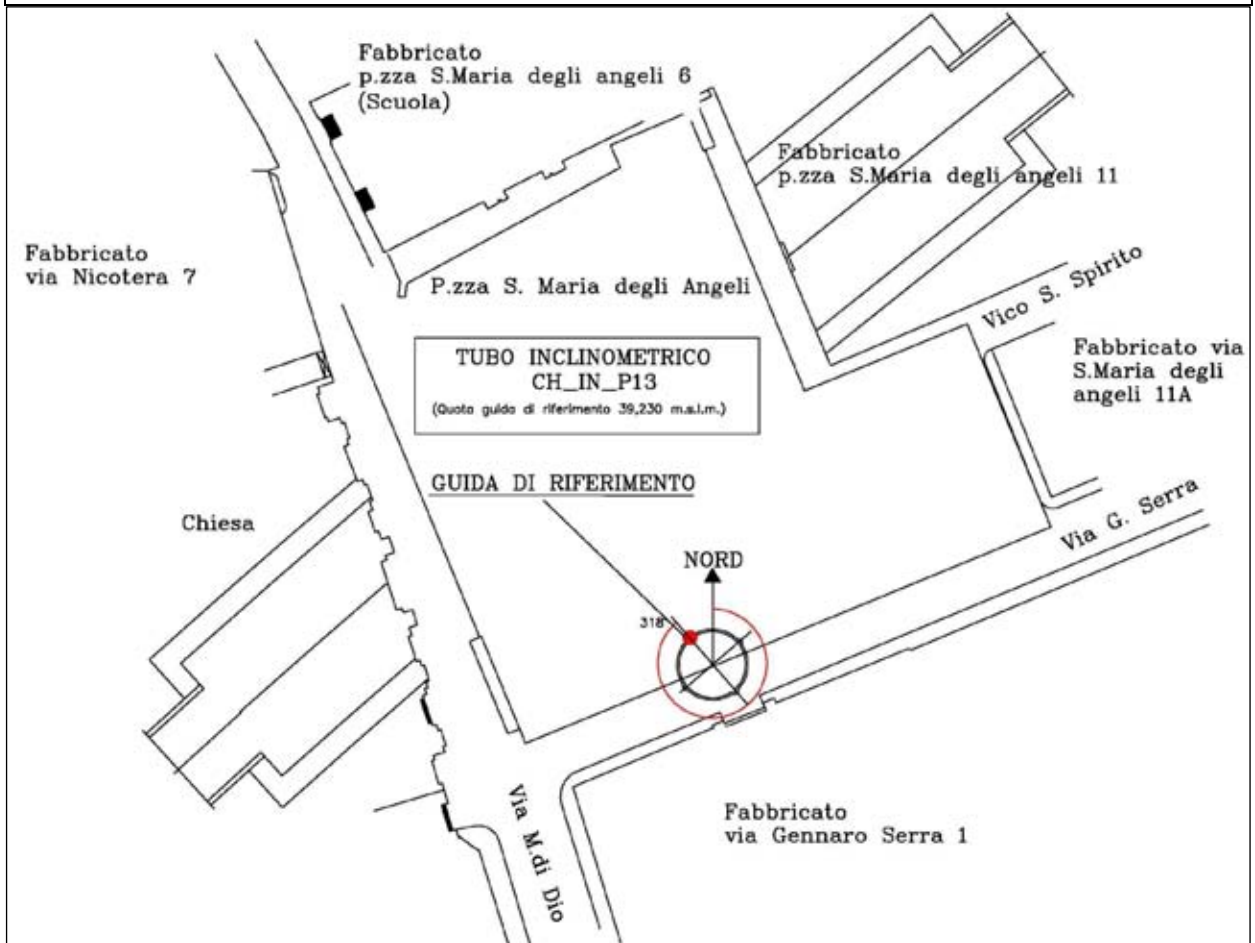 Fabbricato
p.zza S.Maria degli angeli 6
(Scuola)
Fabbricato
p.zza S.Maria degli angeli 11
Fabbricato
via Nicotera 7
P.zza S. Maria degli Angeli
Vico S. Spirito
TUBO INCLINOMETRICO
CH_IN_P13
(Quota guida di riferimento 39,230 m.s.l.m.)
Fabbricato via
S.Maria degli
angeli 11A
GUIDA DI RIFERIMENTO
Chiesa
Via G. Serra
NORD
318°
Via M.di Dio
Fabbricato
via Gennaro Serra 1